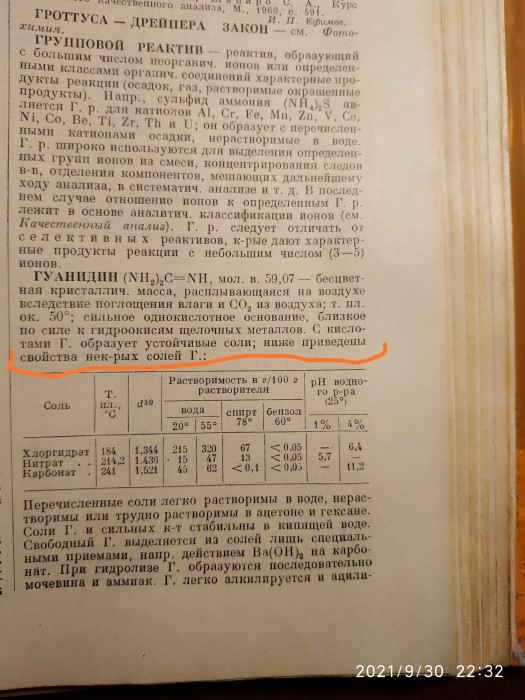 качественного анализа, М., 1960, с. 591.
И. П. Ефимов.
ГРОТТУСА — ДРЕЙПЕРА ЗАКОН — см. Фото-
химия.
ГРУППОВОЙ РЕАКТИВ — реактив, образующий
с большим числом неорганич. ионов или определен-
ными классами органич. соединений характерные про-
дукты реакции (осадок, газ, растворимые окрашенные
продукты). Напр., сульфид аммония (NH₄)₂S яв-
ляется Г. р. для катионов Al, Cr, Fe, Mn, Zn, V, Ce,
Ni, Co, Be, Ti, Zr, Th и U; он образует с перечислен-
ными катионами осадки, нерастворимые в воде.
Г. р. широко используются для выделения определен-
ных групп ионов из смеси, концентрирования следов
в-в, отделения компонентов, мешающих дальнейшему
ходу анализа, в систематич. анализе и т. д. В послед-
нем случае отношение ионов к определенным Г. р.
лежит в основе аналитич. классификации ионов (см.
Качественный анализ). Г. р. следует отличать от
селективных реактивов, к-рые дают характер-
ные продукты реакции с небольшим числом (3—5)
ионов.
ГУАНИДИН (NH₂)₂C=NH, мол. в. 59,07 — бесцвет-
ная кристаллич. масса, расплывающаяся на воздухе
вследствие поглощения влаги и CO₂ из воздуха; т. пл.
ок. 50°; сильное однокислотное основание, близкое
по силе к гидроокисям щелочных металлов. С кисло-
тами Г. образует устойчивые соли; ниже приведены
свойства нек-рых солей Г.:
Соль Т. пл., °C d²⁰ Растворимость в г/100 г растворителя pH водно-го р-ра (25°)
вода спирт 78° бензол 60°
20° 55° 1% 4%
Хлоргидрат 184 1,344 215 320 67 <0,05 — 6,4
Нитрат . . 214,2 1,436 15 47 13 <0,05 5,7 —
Карбонат . 241 1,521 45 62 <0,1 <0,05 — 11,2
Перечисленные соли легко растворимы в воде, нерас-
творимы или трудно растворимы в ацетоне и гексане.
Соли Г. и сильных к-т стабильны в кипящей воде.
Свободный Г. выделяется из солей лишь специаль-
ными приемами, напр. действием Ba(OH)₂ на карбо-
нат. При гидролизе Г. образуются последовательно
мочевина и аммиак. Г. легко алкилируется и ацили-
2021/9/30 22:32